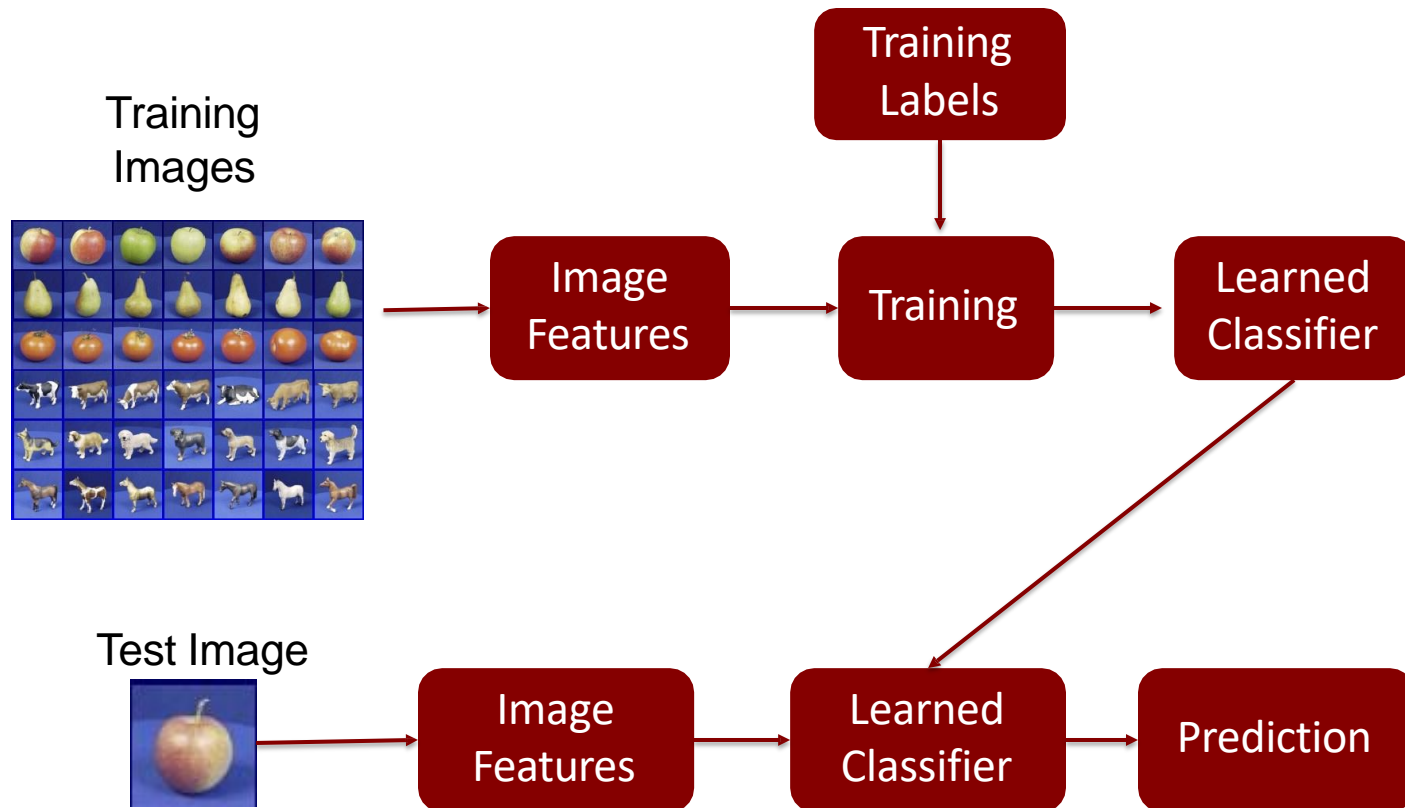 Training
Labels
Training
Images
Image
Features
Training
Learned
Classifier
Test Image
Image
Features
Learned
Classifier
Prediction